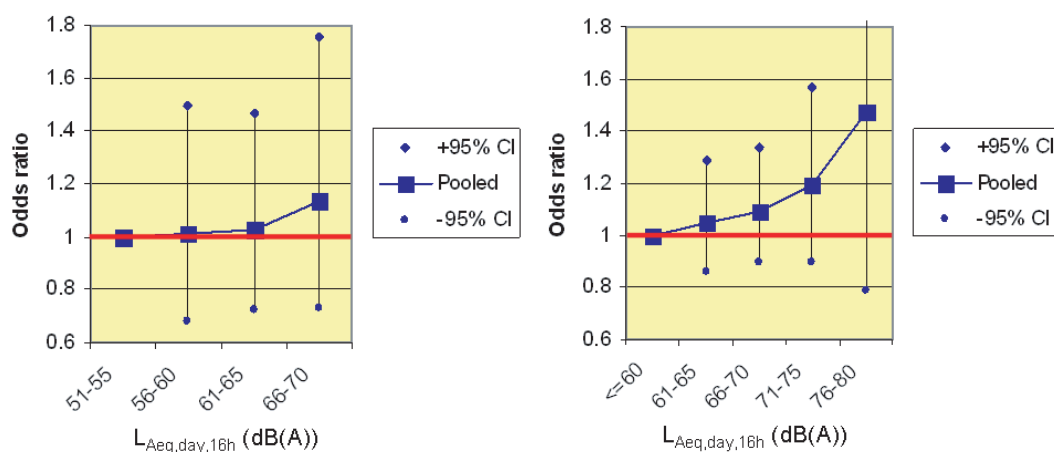 1.8
1.6
1.4
1.2
1
0.8
0.6
Odds ratio
51-55
56-60
61-65
66-70
L_Aeq,day,16h (dB(A))
+95% CI
Pooled
-95% CI
1.8
1.6
1.4
1.2
1
0.8
0.6
Odds ratio
<=60
61-65
66-70
71-75
76-80
L_Aeq,day,16h (dB(A))
+95% CI
Pooled
-95% CI